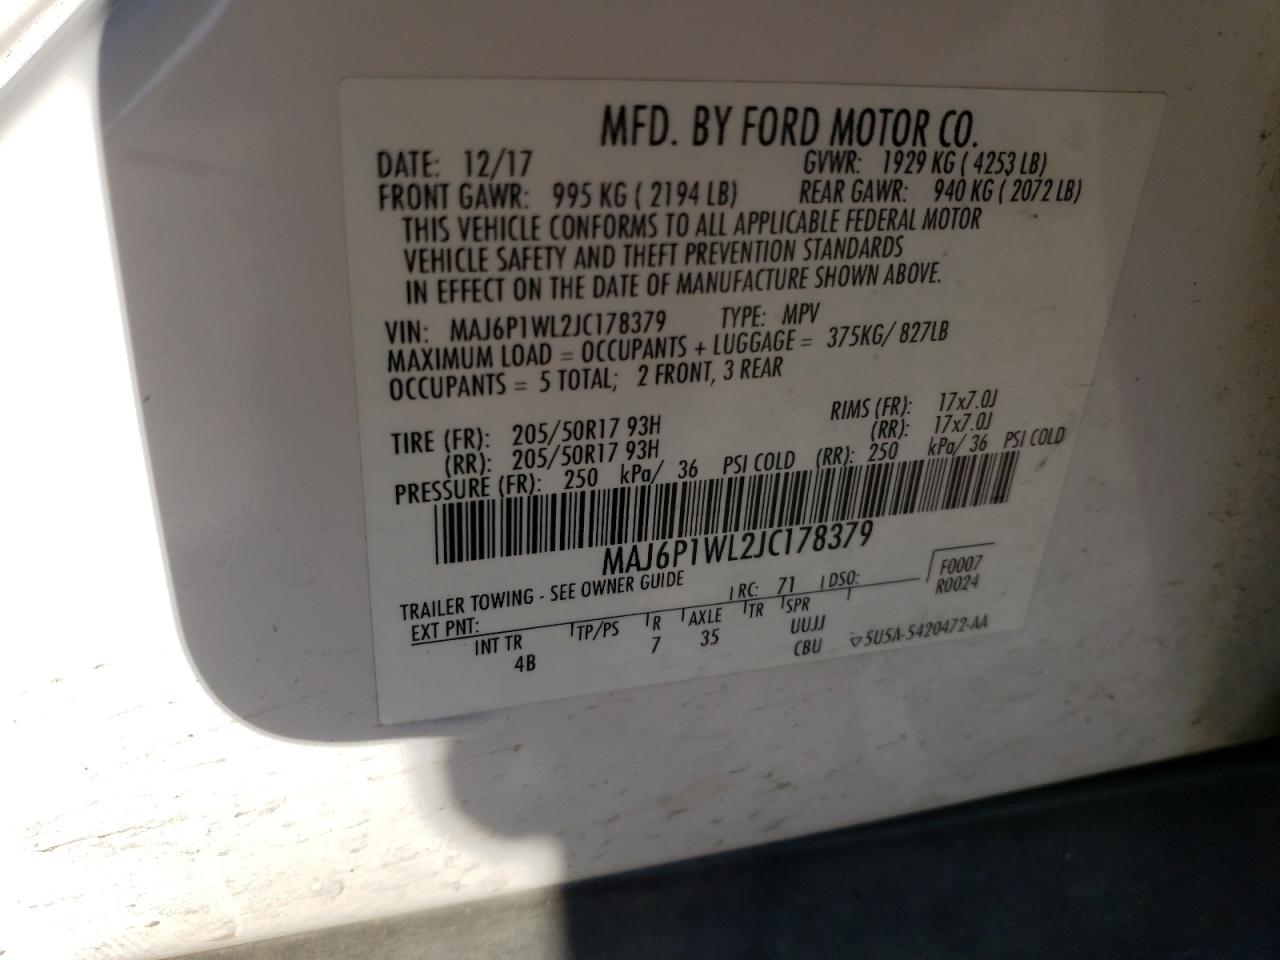 MFD. BY FORD MOTOR CO.
DATE: 12/17 GVWR: 1929 KG ( 4253 LB)
FRONT GAWR: 995 KG ( 2194 LB) REAR GAWR: 940 KG ( 2072 LB)
THIS VEHICLE CONFORMS TO ALL APPLICABLE FEDERAL MOTOR
VEHICLE SAFETY AND THEFT PREVENTION STANDARDS
IN EFFECT ON THE DATE OF MANUFACTURE SHOWN ABOVE.
VIN: MAJ6P1WL2JC178379 TYPE: MPV
MAXIMUM LOAD = OCCUPANTS + LUGGAGE = 375KG/ 827LB
OCCUPANTS = 5 TOTAL; 2 FRONT, 3 REAR
TIRE (FR): 205/50R17 93H RIMS (FR): 17x7.0J
(RR): 205/50R17 93H (RR): 17x7.0J
PRESSURE (FR): 250 kPa/ 36 PSI COLD (RR): 250 kPa/ 36 PSI COLD
MAJ6P1WL2JC178379
TRAILER TOWING - SEE OWNER GUIDE
EXT PNT: RC: 71 DSO: F0007
R0024
INT TR TP/PS R AXLE TR SPR
4B 7 35 UUJJ
CBU ▽5U5A-5420472-AA